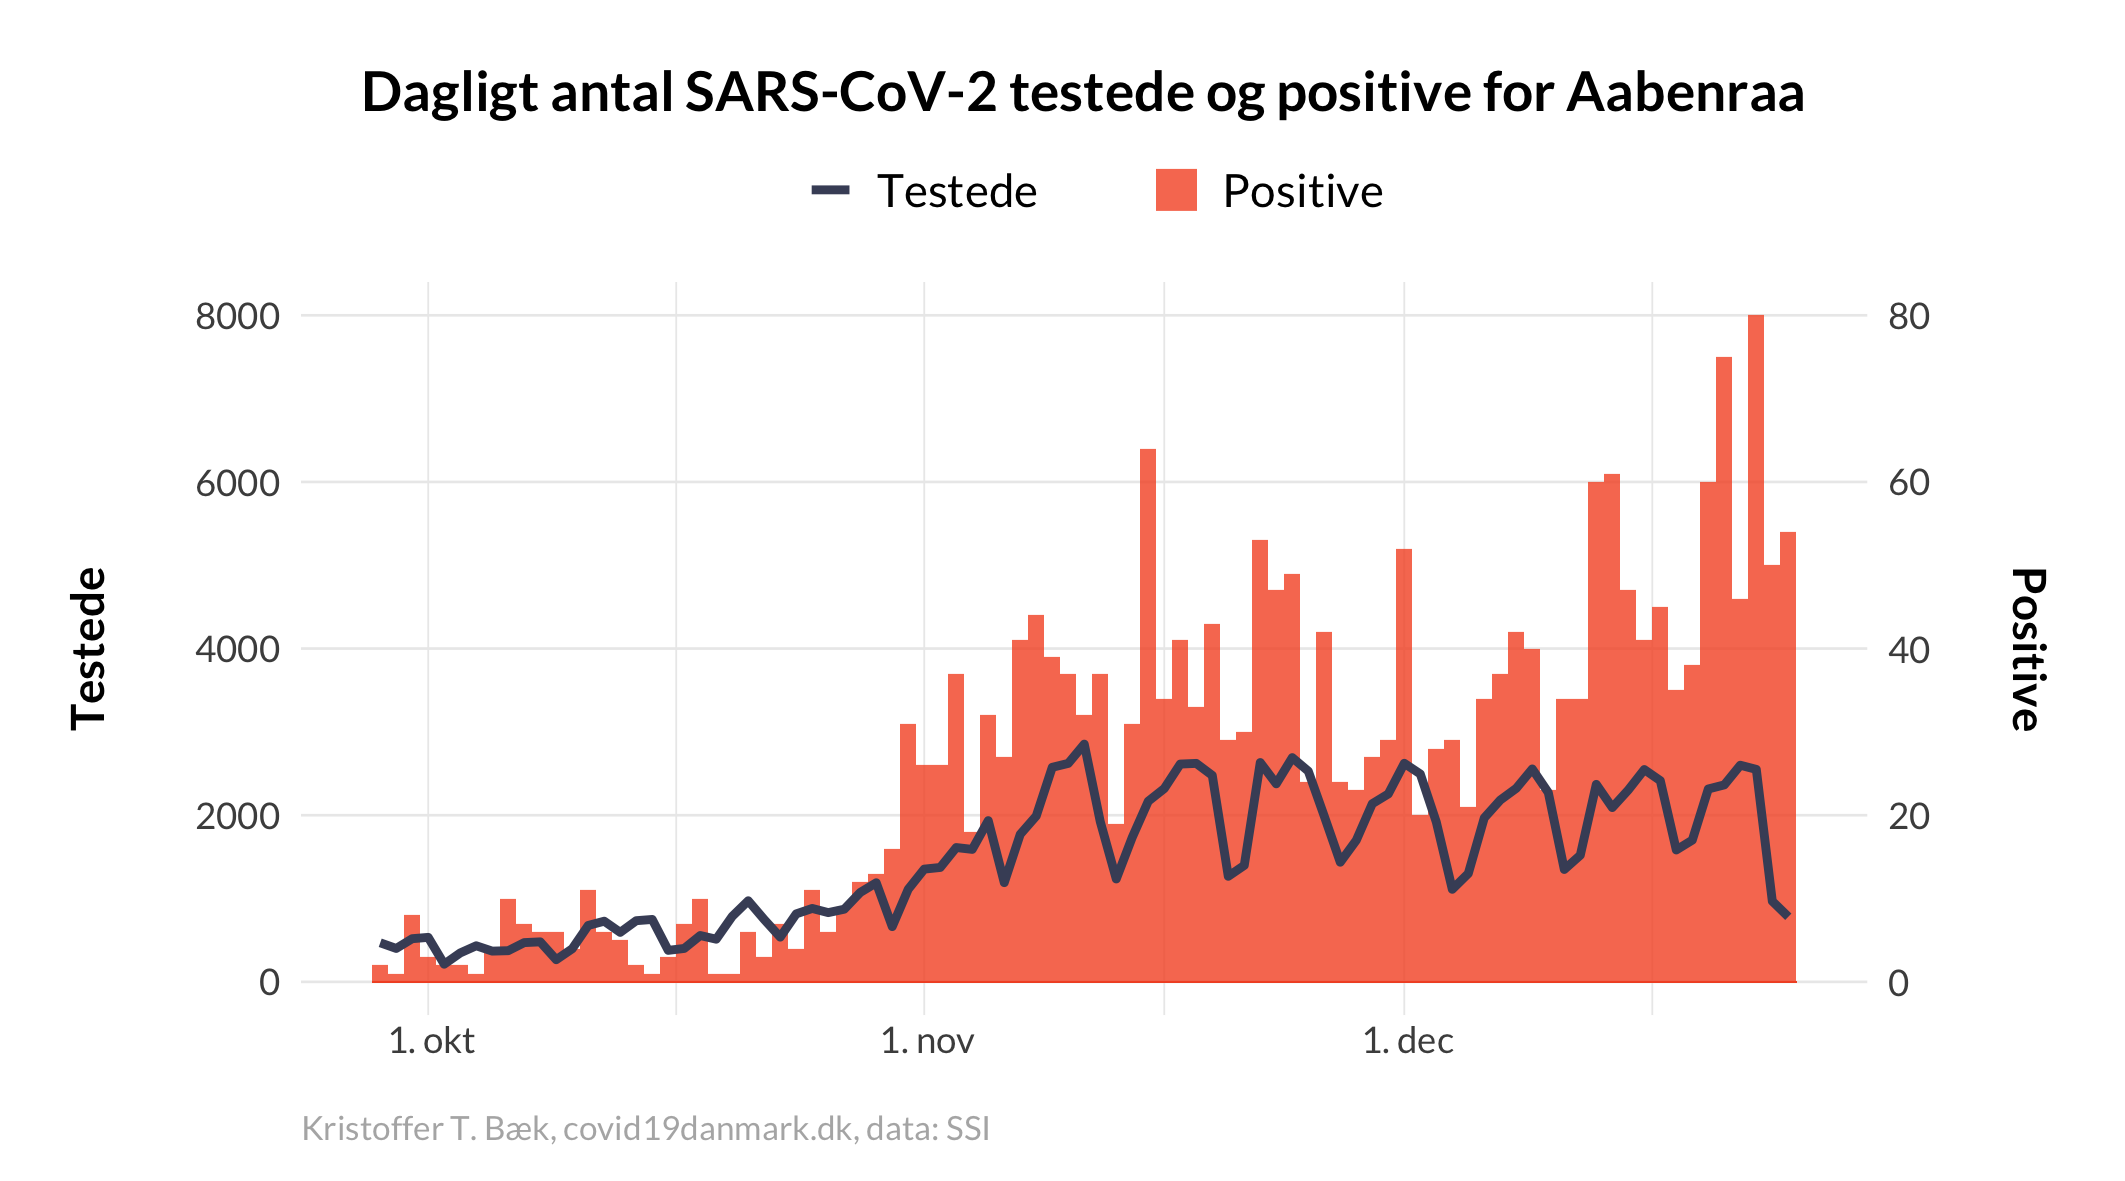 Dagligt antal SARS-CoV-2 testede og positive for Aabenraa
Testede
Positive
8000
6000
4000
2000
0
Testede
80
60
40
20
0
Positive
1. okt
1. nov
1. dec
Kristoffer T. Bæk, covid19danmark.dk, data: SSI